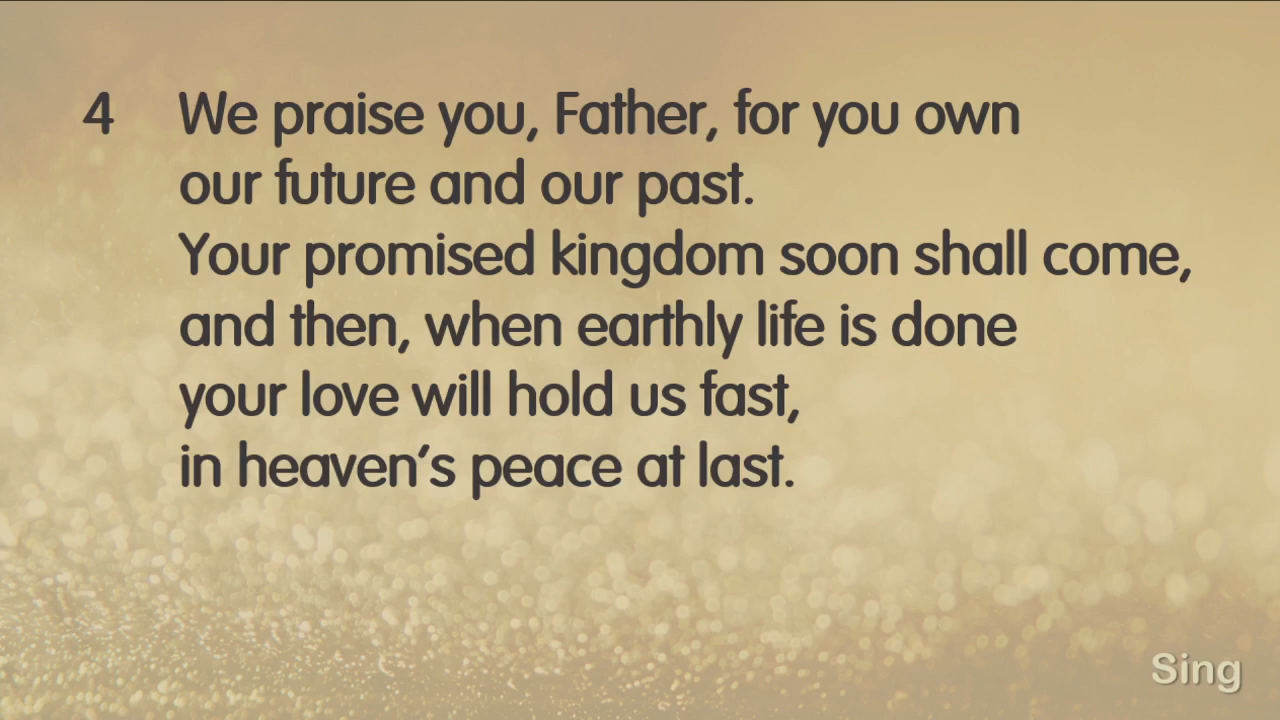 4 We praise you, Father, for you own
our future and our past.
Your promised kingdom soon shall come,
and then, when earthly life is done
your love will hold us fast,
in heaven’s peace at last.
Sing